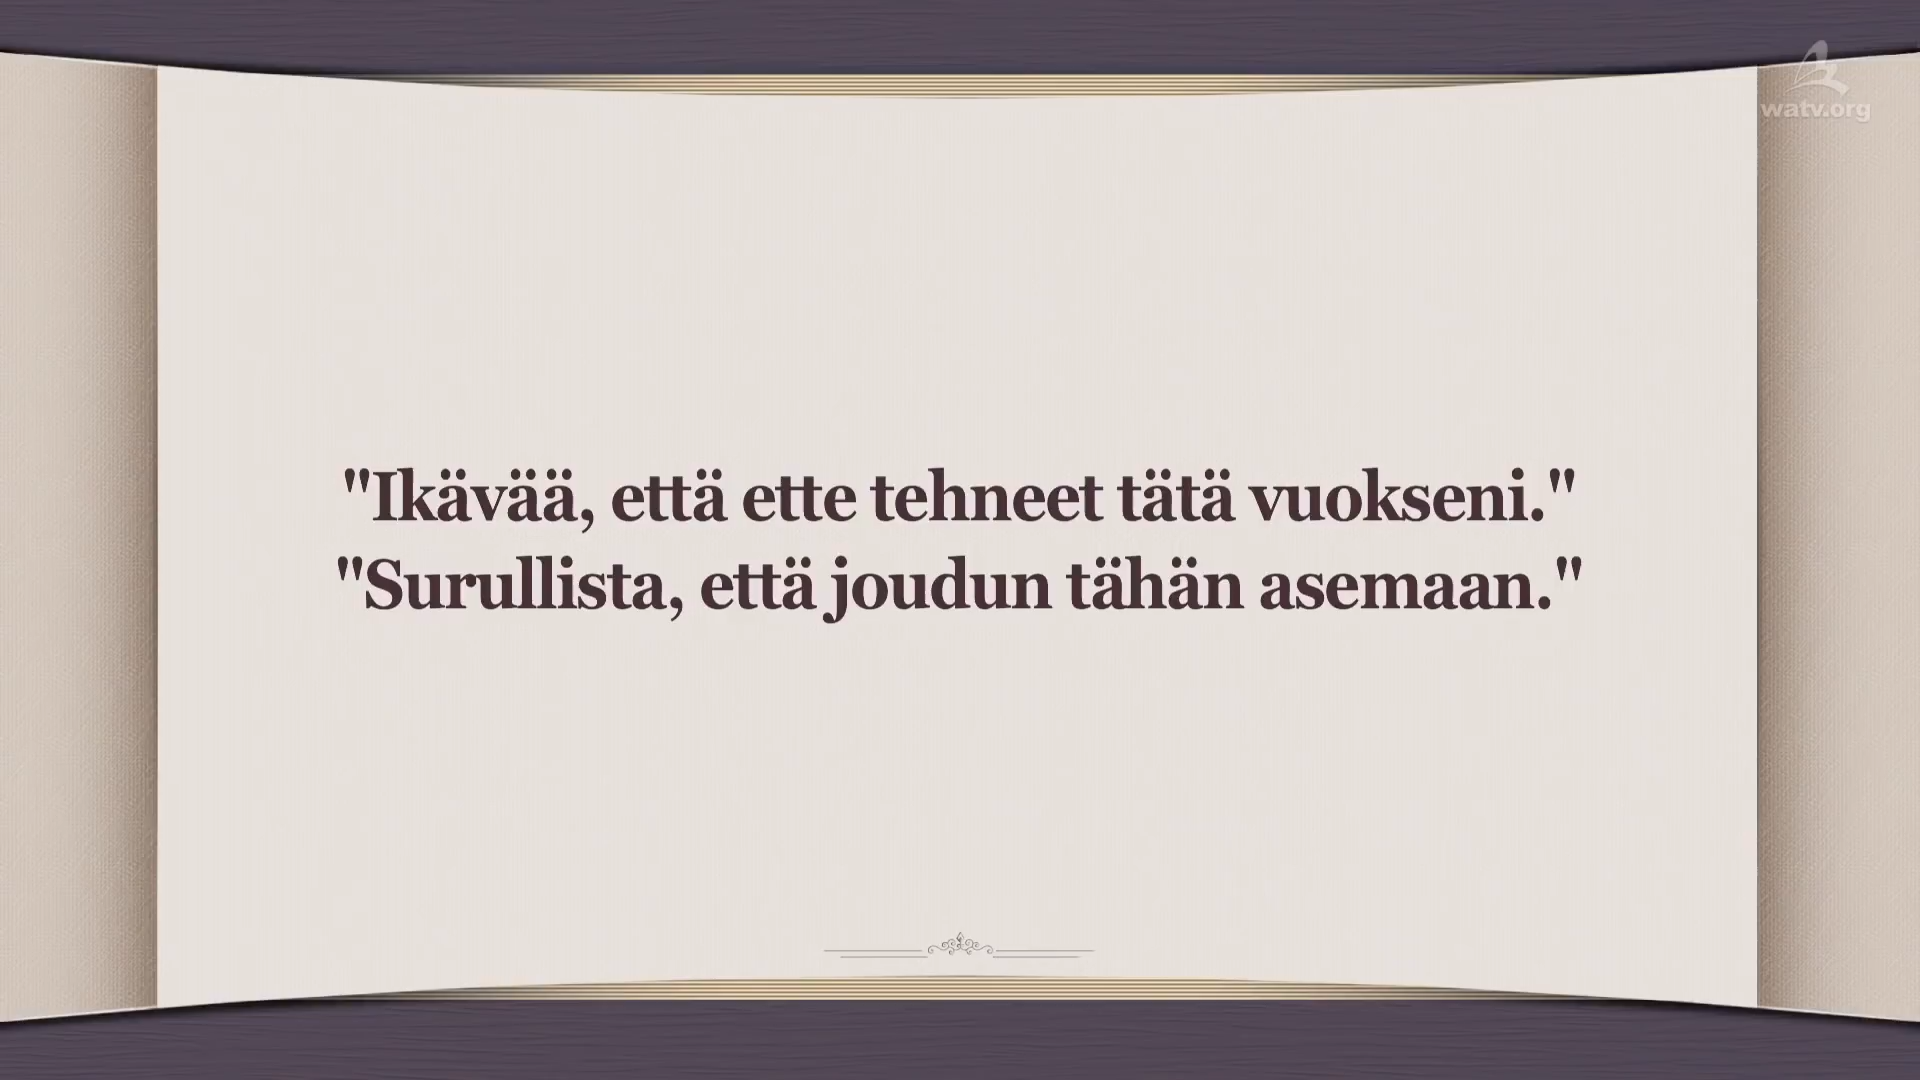 watv.org
"Ikävää, että ette tehneet tätä vuokseni."
"Surullista, että joudun tähän asemaan."